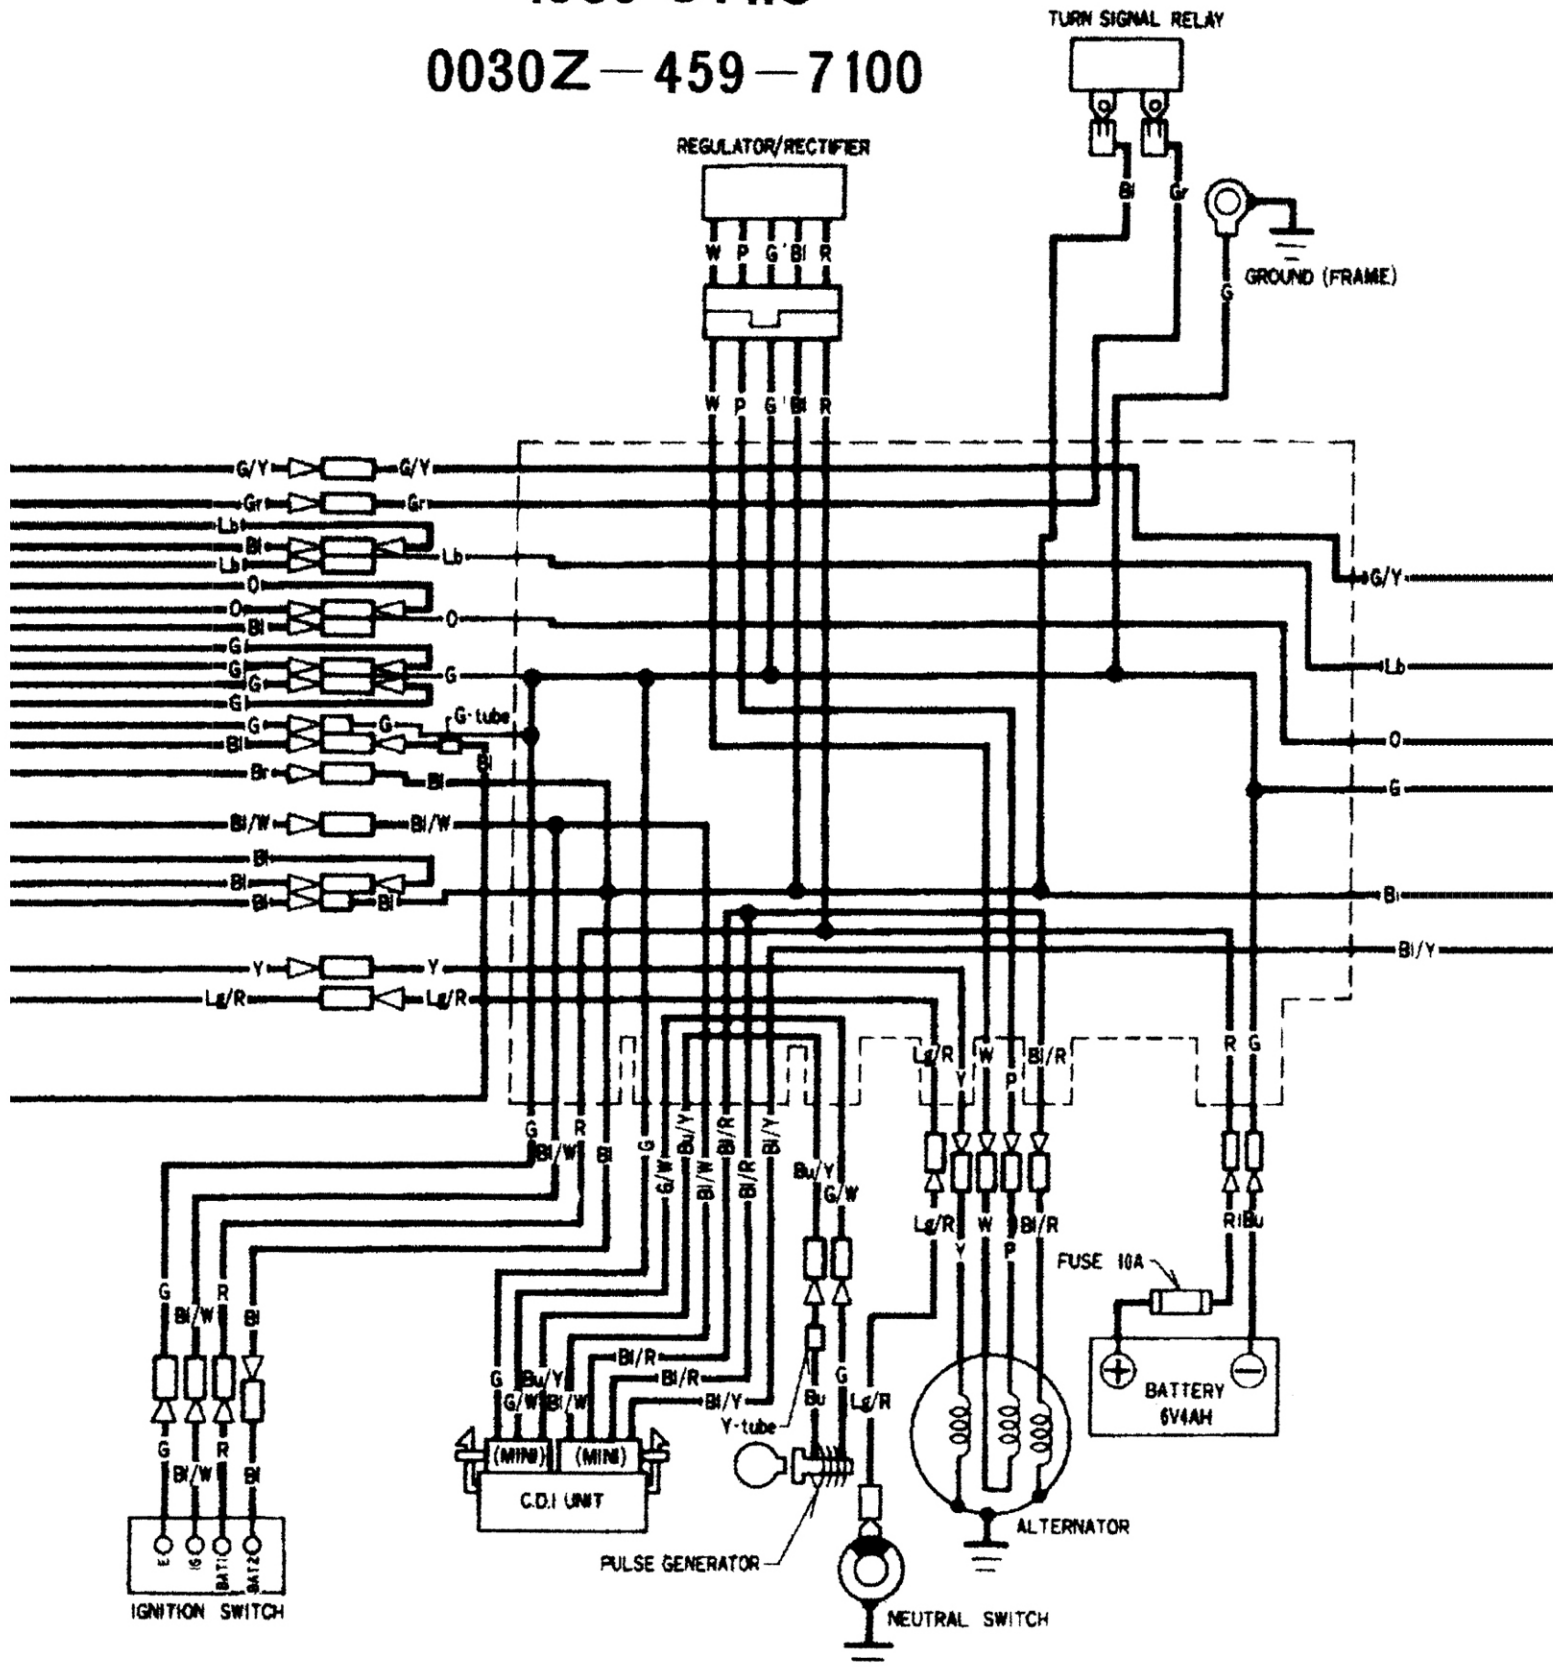 0030Z—459—7100
TURN SIGNAL RELAY
REGULATOR/RECTIFIER
Bl Gr
W P G Bl R
GROUND (FRAME)
G
W P G Bl R
G/Y G/Y
Gr Gr
Lb
Bl
Lb Lb
O
O
Bl O
G
G
G G
G
G G G-tube
Bl Bl
Br Bl
Bl/W Bl/W
Bl
Bl
Bl Bl
Y Y
Lg/R Lg/R
G/Y
Lb
O
G
Bl
Bl/Y
Lg/R Y W P Bl/R R G
G Bl/W R Bl G G/W Bu/Y Bl/W Bl/R Bl/R Bl/Y Bu/Y G/W
Lg/R Y W P Bl/R R Bu
FUSE 10A
G Bl/W R Bl
Bl/R
Bl/R
Bl/Y
G G/W Bu/Y Bl/W
Bu G Lg/R
Y-tube
+ −
BATTERY
6V4AH
G Bl/W R Bl
(MINI) (MINI)
C.D.I UNIT
ALTERNATOR
PULSE GENERATOR
E IG BAT1 BAT2
IGNITION SWITCH
NEUTRAL SWITCH